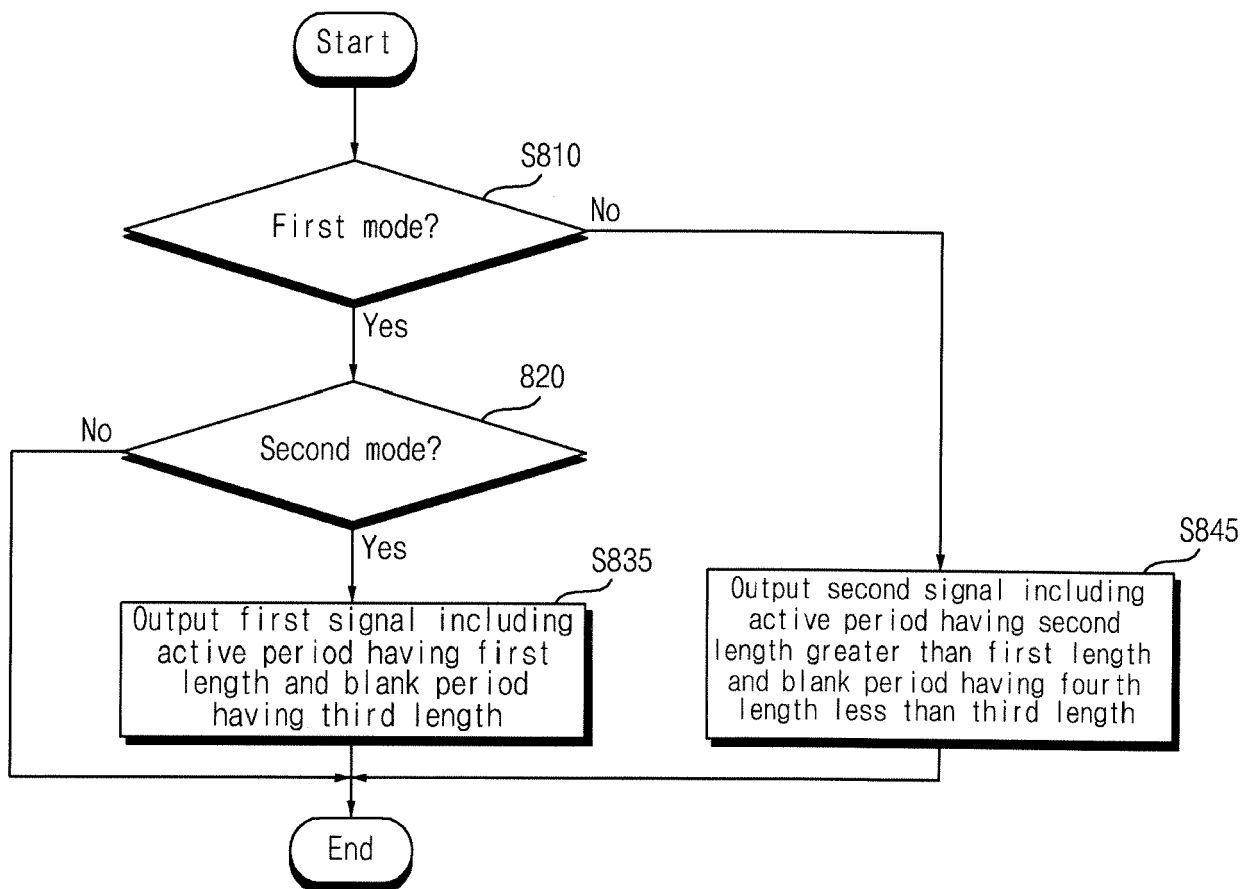 Start
S810
First mode?
No
Yes
820
No
Second mode?
Yes
S835
Output first signal including
active period having first
length and blank period
having third length
S845
Output second signal including
active period having second
length greater than first length
and blank period having fourth
length less than third length
End